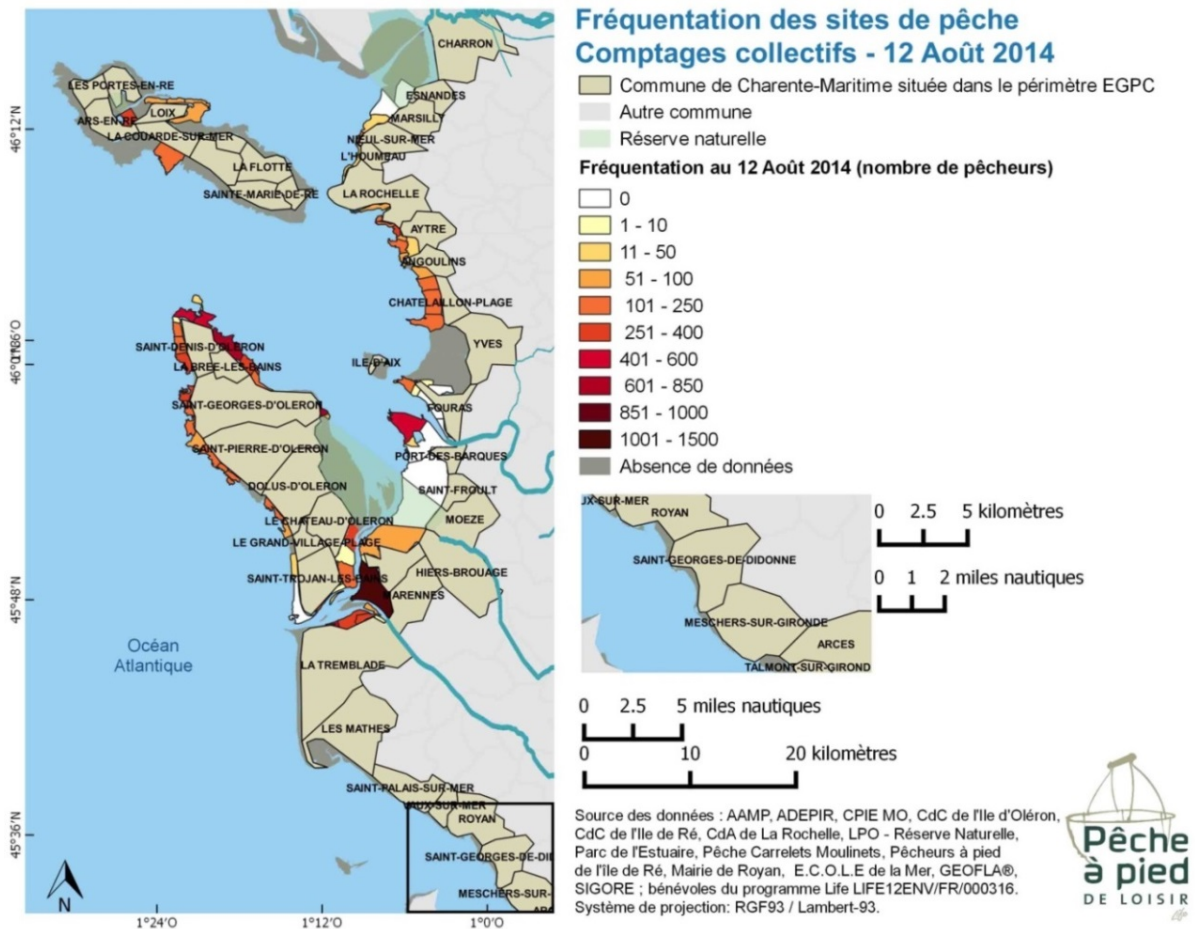 Fréquentation des sites de pêche
Comptages collectifs - 12 Août 2014
Commune de Charente-Maritime située dans le périmètre EGPC
Autre commune
Réserve naturelle
Fréquentation au 12 Août 2014 (nombre de pêcheurs)
0
1 - 10
11 - 50
51 - 100
101 - 250
251 - 400
401 - 600
601 - 850
851 - 1000
1001 - 1500
Absence de données
CHARRON
ESNANDES
MARSILLY
NIEUL-SUR-MER
L'HOUMEAU
LA ROCHELLE
AYTRE
ANGOULINS
CHATELAILLON-PLAGE
YVES
ILE-D'AIX
FOURAS
PORT-DES-BARQUES
SAINT-FROULT
MOEZE
HIERS-BROUAGE
MARENNES
LES PORTES-EN-RE
ARS-EN-RE
LOIX
LA COUARDE-SUR-MER
LA FLOTTE
SAINTE-MARIE-DE-RE
SAINT-DENIS-D'OLERON
LA BREE-LES-BAINS
SAINT-GEORGES-D'OLERON
SAINT-PIERRE-D'OLERON
DOLUS-D'OLERON
LE CHATEAU-D'OLERON
LE GRAND-VILLAGE-PLAGE
SAINT-TROJAN-LES-BAINS
LA TREMBLADE
LES MATHES
SAINT-PALAIS-SUR-MER
AUX-SUR-MER
ROYAN
SAINT-GEORGES-DE-DI
MESCHERS-SUR-
Océan
Atlantique
46°12'N
45°48'N
45°36'N
1°24'O
1°12'O
1°0'O
N
UX-SUR-MER
ROYAN
SAINT-GEORGES-DE-DIDONNE
MESCHERS-SUR-GIRONDE
ARCES
TALMONT-SUR-GIROND
0 2.5 5 kilomètres
0 1 2 miles nautiques
0 2.5 5 miles nautiques
0 10 20 kilomètres
Source des données : AAMP, ADEPIR, CPIE MO, CdC de l'Ile d'Oléron,
CdC de l'Ile de Ré, CdA de La Rochelle, LPO - Réserve Naturelle,
Parc de l'Estuaire, Pêche Carrelets Moulinets, Pêcheurs à pied
de l'Ile de Ré, Mairie de Royan, E.C.O.L.E de la Mer, GEOFLA®,
SIGORE ; bénévoles du programme Life LIFE12ENV/FR/000316.
Système de projection: RGF93 / Lambert-93.
Pêche
à pied
DE LOISIR